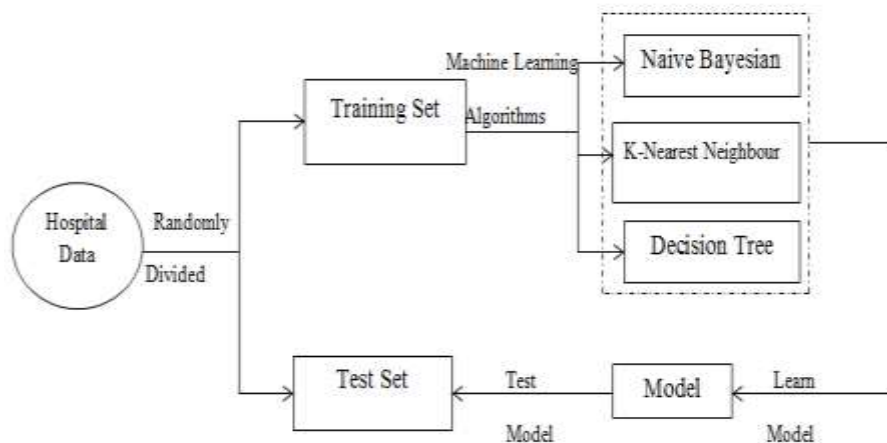 Hospital
Data
Randomly
Divided
Training Set
Machine Learning
Algorithms
Naive Bayesian
K-Nearest Neighbour
Decision Tree
Test Set
Test
Model
Model
Learn
Model